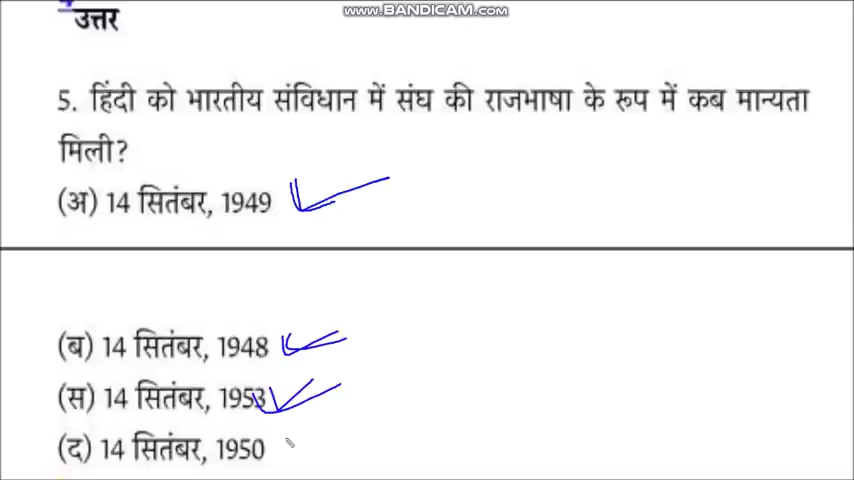 www.BANDICAM.com
उत्तर
5. हिंदी को भारतीय संविधान में संघ की राजभाषा के रूप में कब मान्यता
मिली?
(अ) 14 सितंबर, 1949
(ब) 14 सितंबर, 1948
(स) 14 सितंबर, 1953
(द) 14 सितंबर, 1950